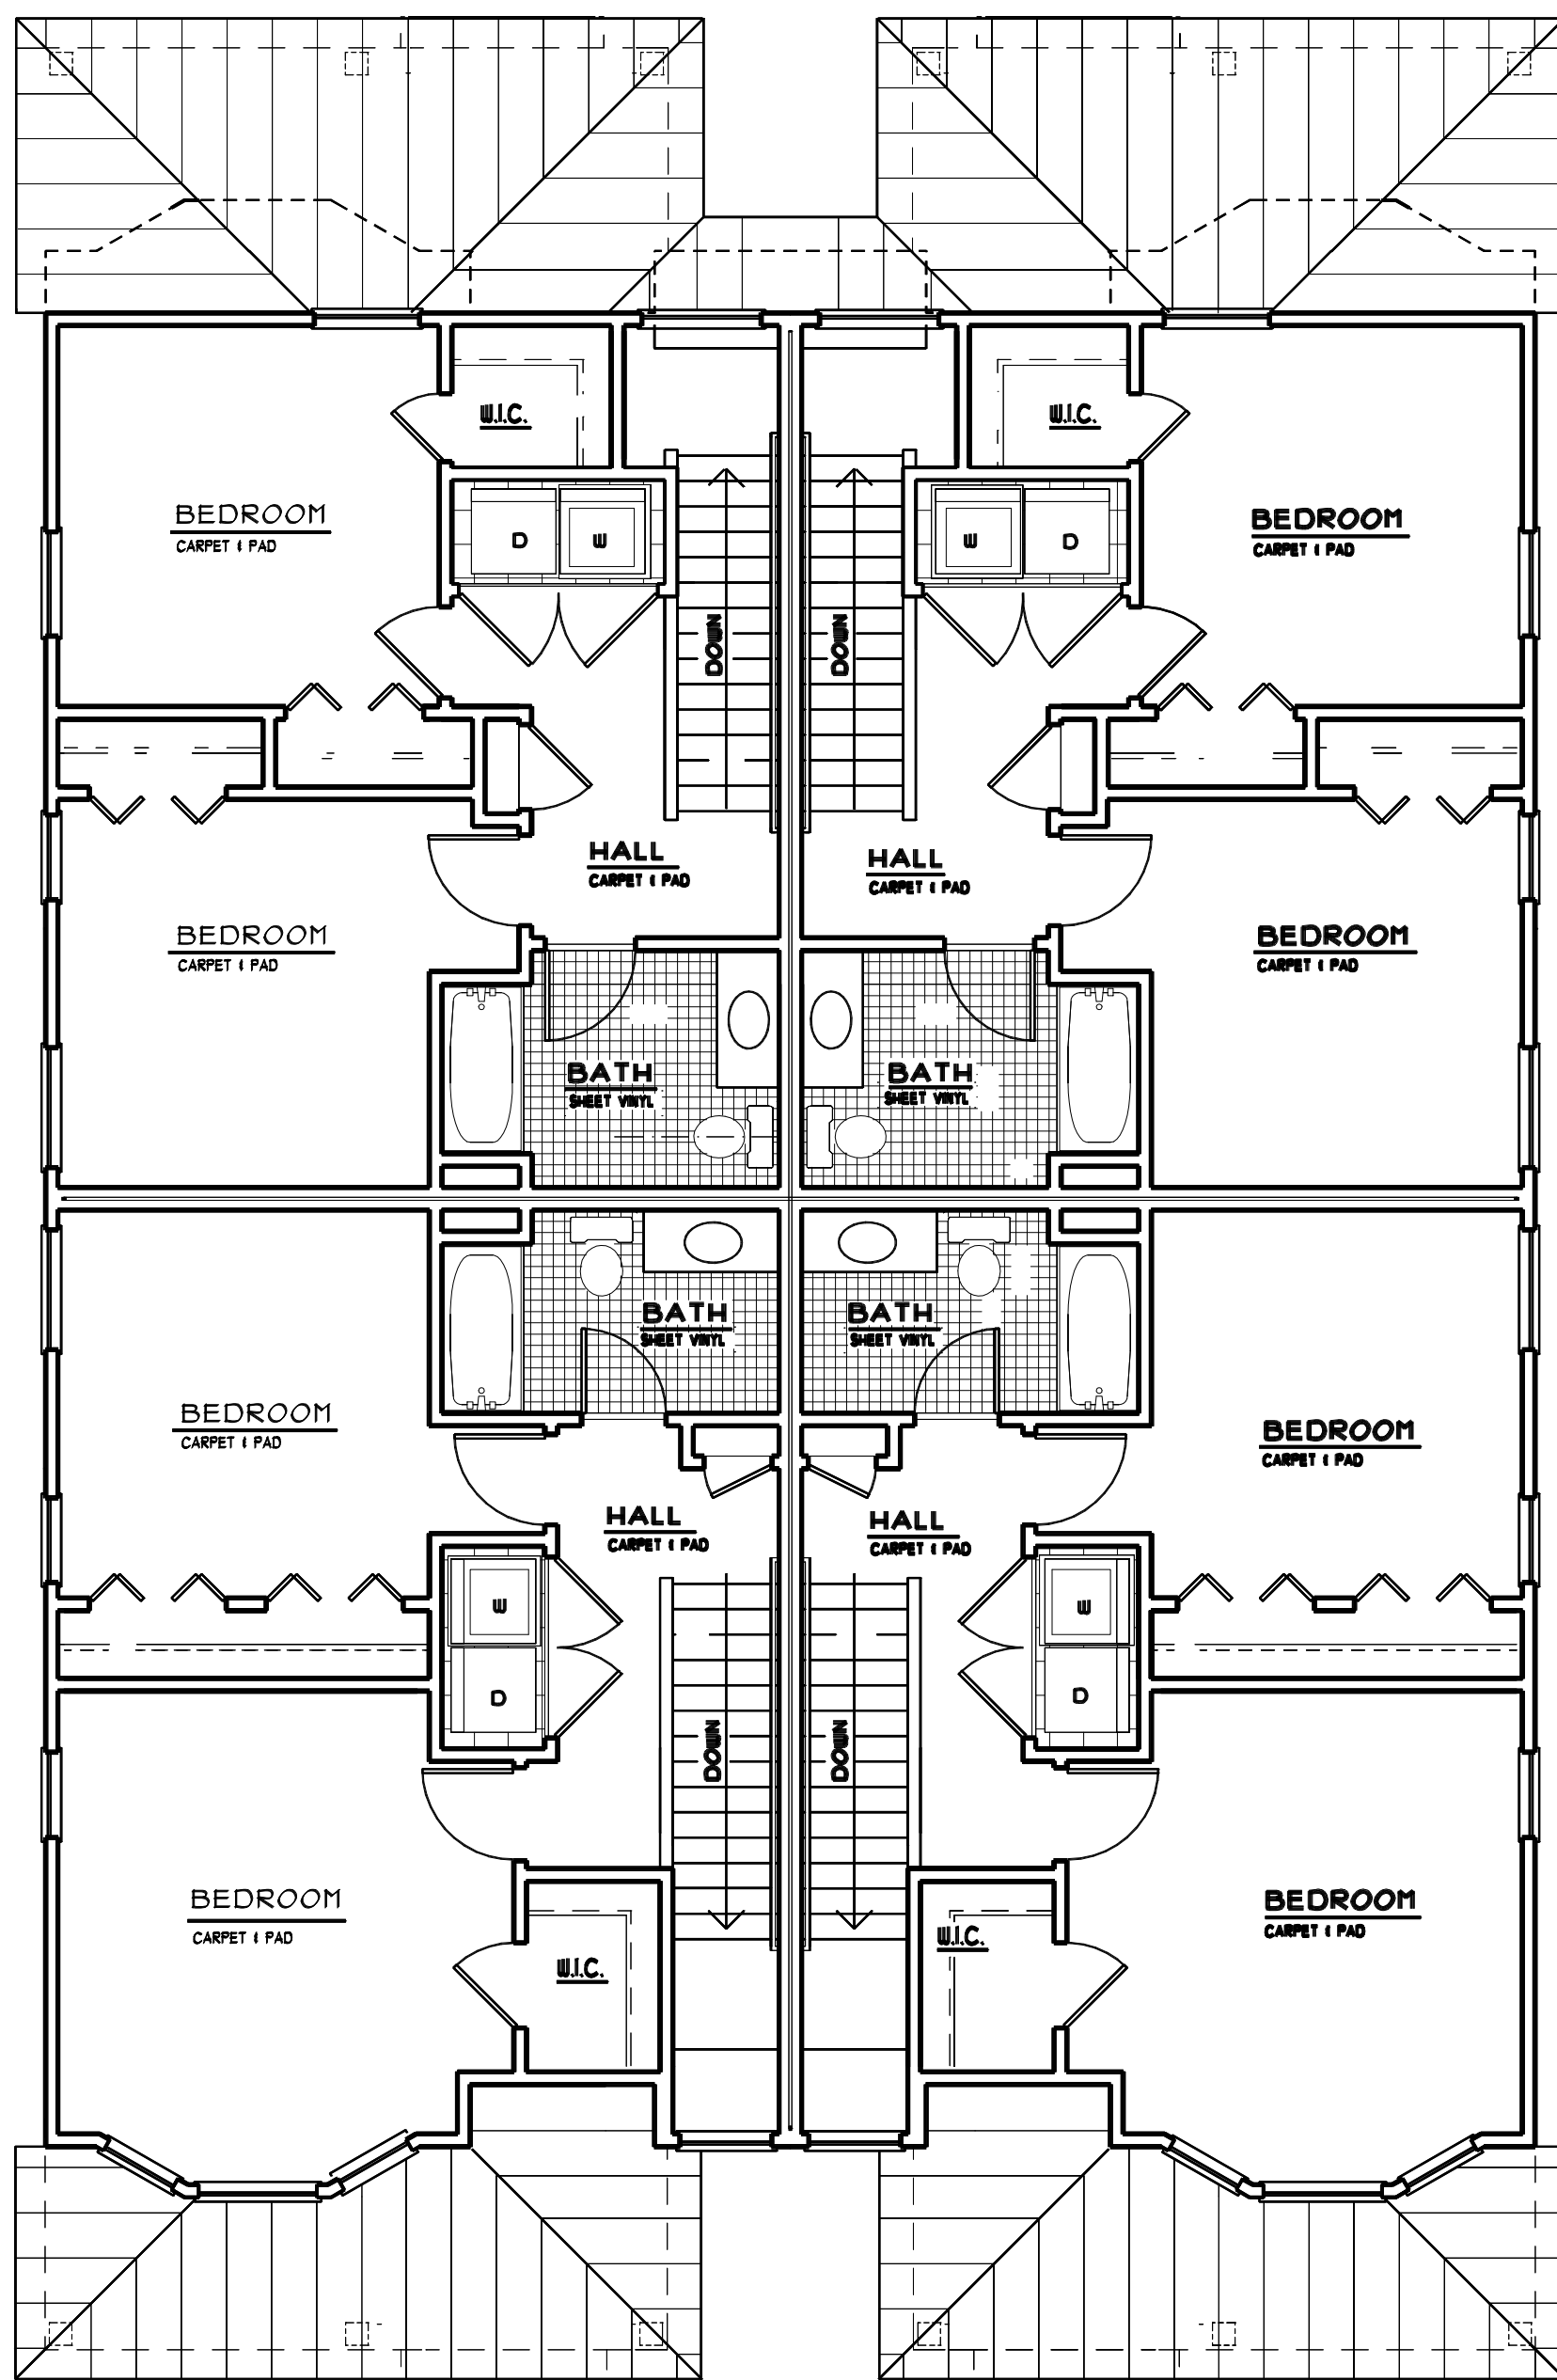 W.I.C.
W.I.C.
BEDROOM
CARPET & PAD
D
W
W
D
BEDROOM
CARPET & PAD
DOWN
DOWN
HALL
CARPET & PAD
HALL
CARPET & PAD
BEDROOM
CARPET & PAD
BEDROOM
CARPET & PAD
BATH
SHEET VINYL
BATH
SHEET VINYL
BATH
SHEET VINYL
BATH
SHEET VINYL
BEDROOM
CARPET & PAD
BEDROOM
CARPET & PAD
HALL
CARPET & PAD
HALL
CARPET & PAD
W
W
D
D
DOWN
DOWN
BEDROOM
CARPET & PAD
BEDROOM
CARPET & PAD
W.I.C.
W.I.C.